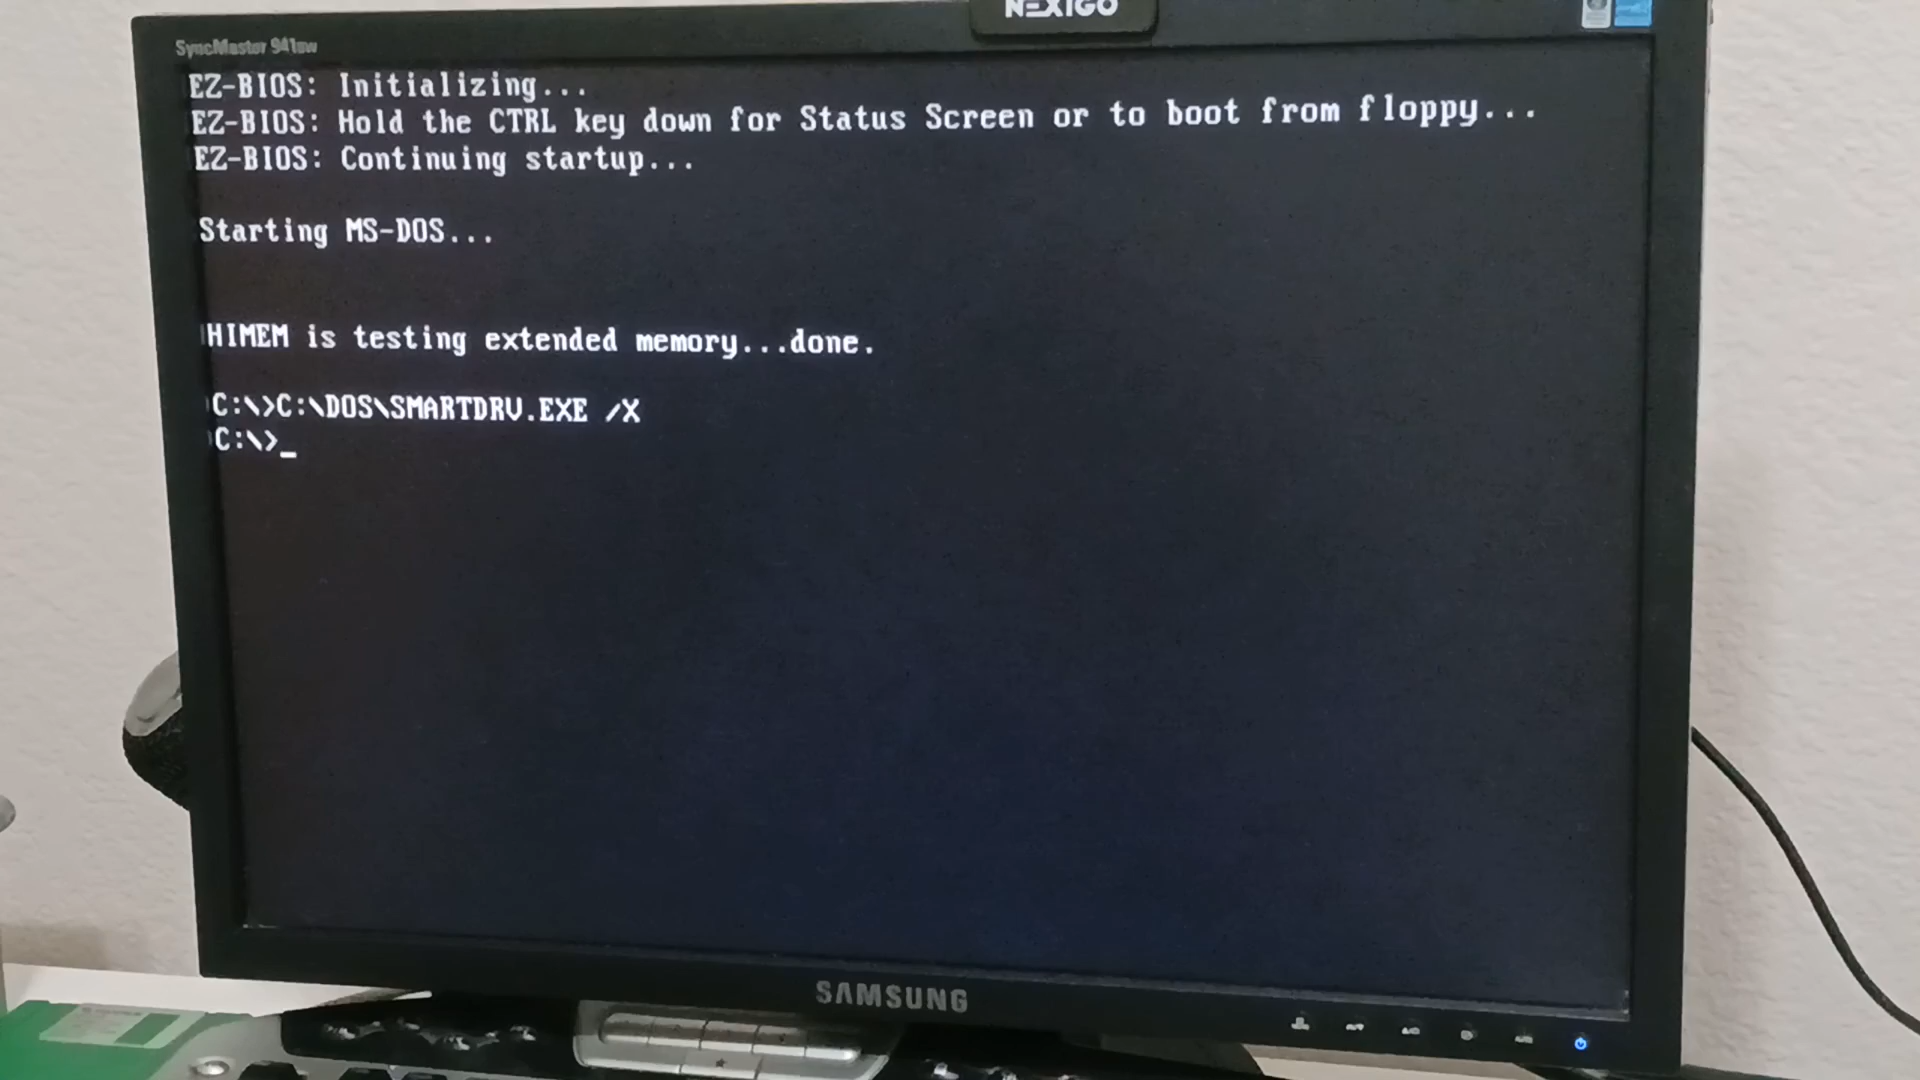 NEXIGO
SyncMaster 941BW
EZ-BIOS: Initializing...
EZ-BIOS: Hold the CTRL key down for Status Screen or to boot from floppy...
EZ-BIOS: Continuing startup...
Starting MS-DOS...
HIMEM is testing extended memory...done.
C:\>C:\DOS\SMARTDRV.EXE /X
C:\>_
SAMSUNG